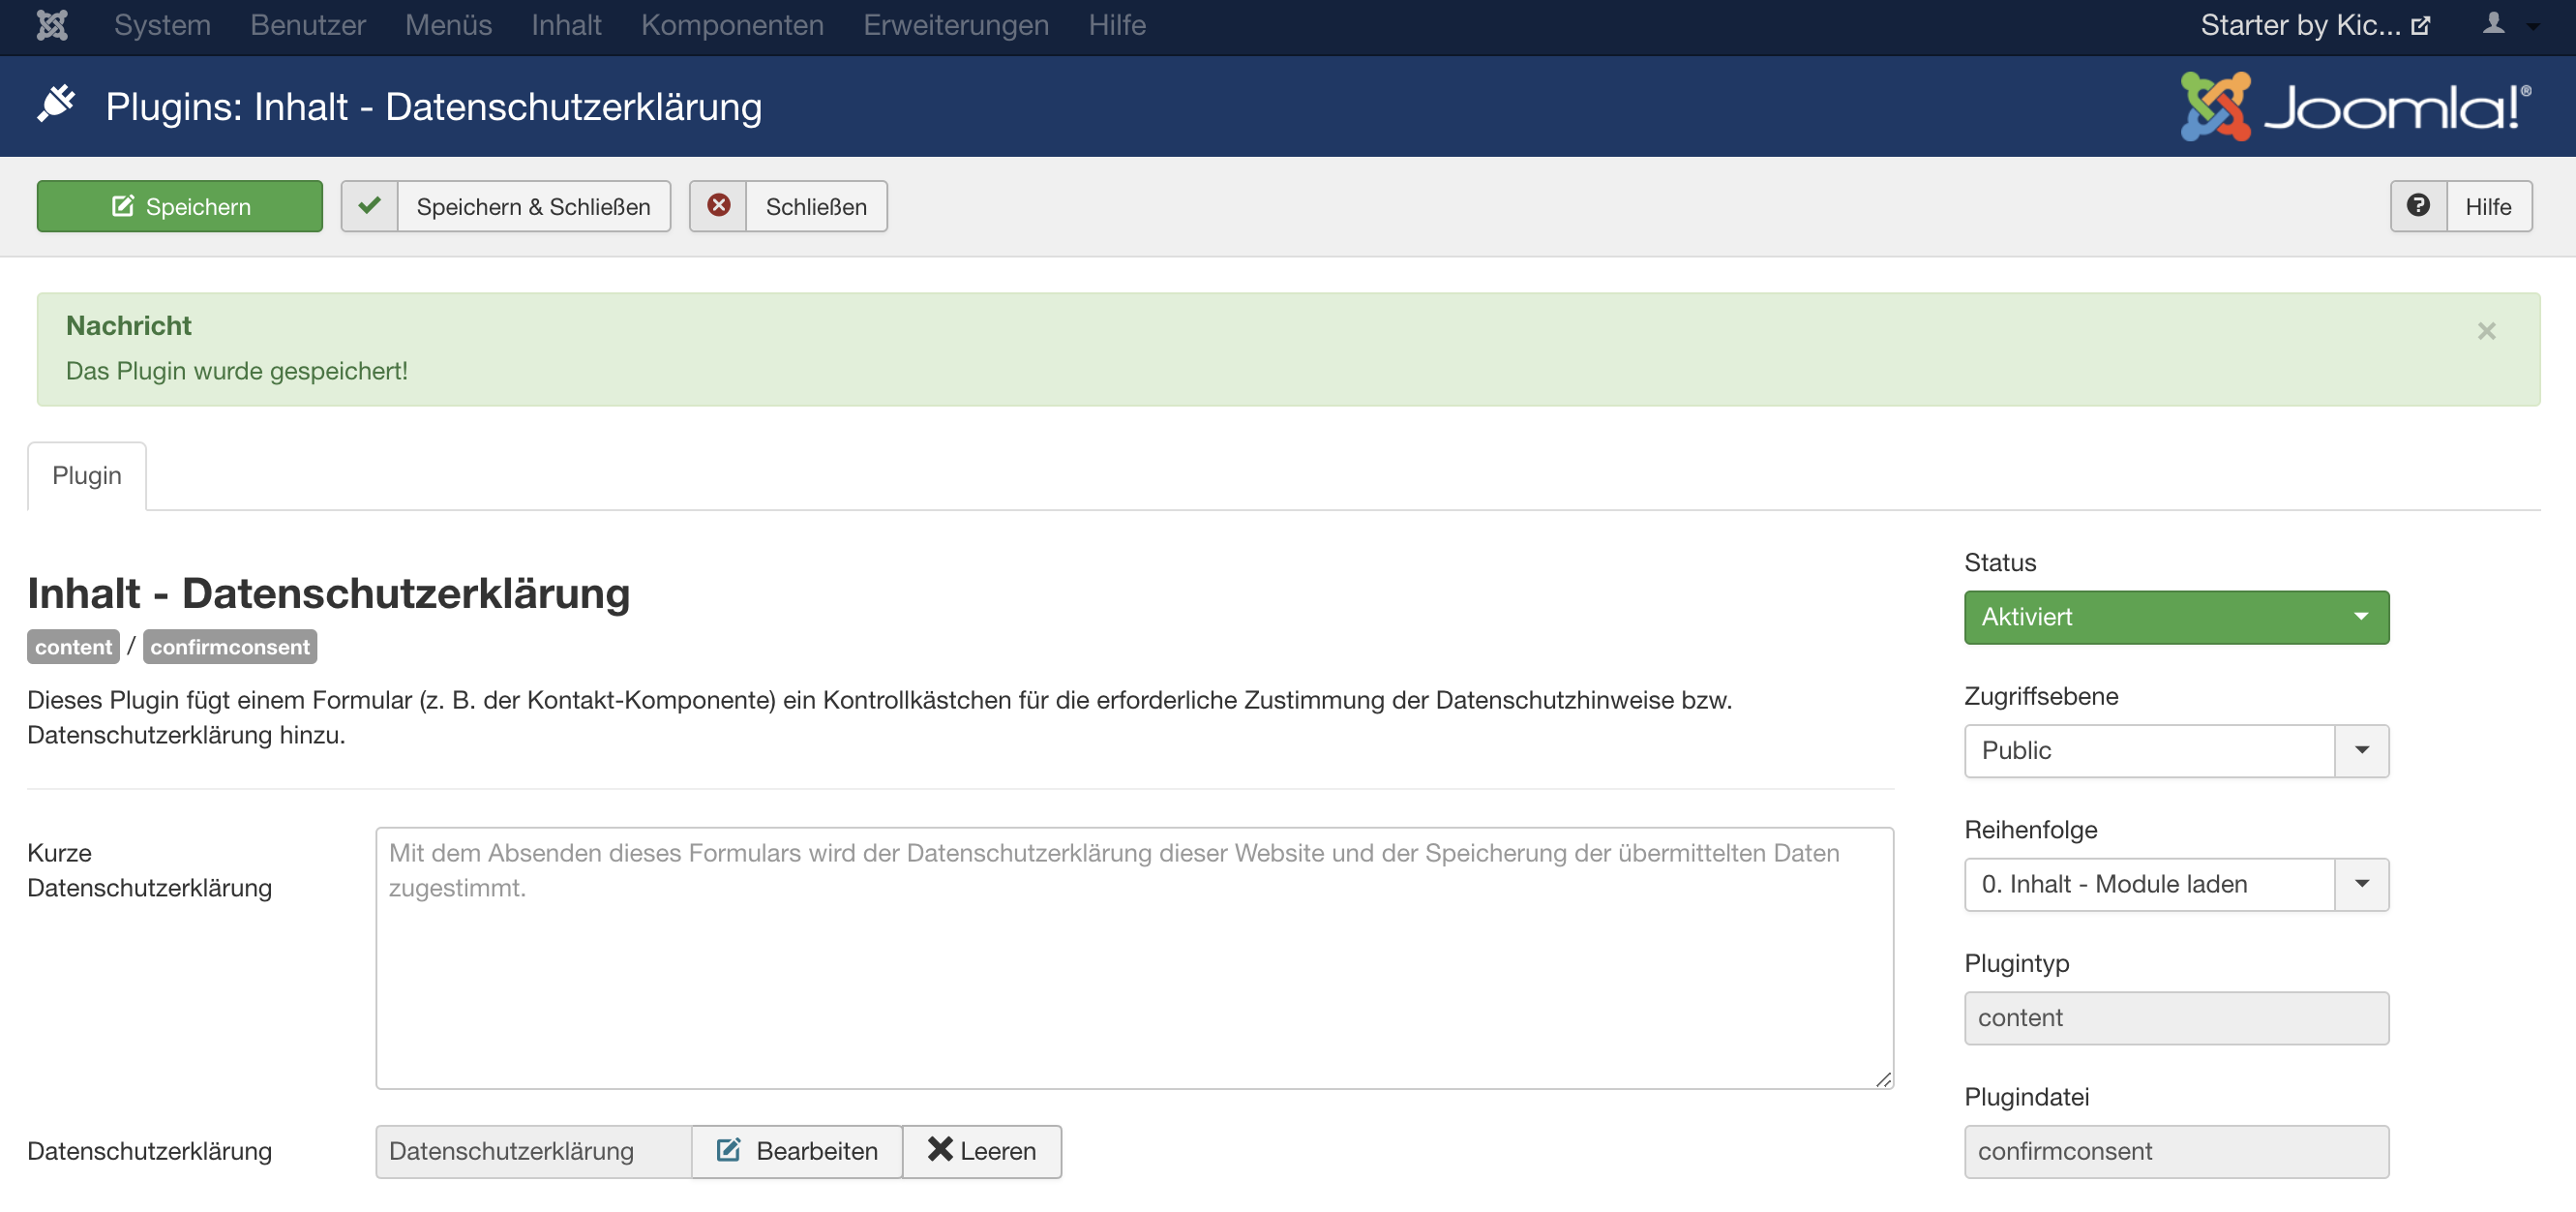 System Benutzer Menüs Inhalt Komponenten Erweiterungen Hilfe Starter by Kic...
Plugins: Inhalt - Datenschutzerklärung
Joomla!®
Speichern Speichern & Schließen Schließen Hilfe
Nachricht
Das Plugin wurde gespeichert!
Plugin
Inhalt - Datenschutzerklärung
content / confirmconsent
Dieses Plugin fügt einem Formular (z. B. der Kontakt-Komponente) ein Kontrollkästchen für die erforderliche Zustimmung der Datenschutzhinweise bzw.
Datenschutzerklärung hinzu.
Kurze
Datenschutzerklärung
Mit dem Absenden dieses Formulars wird der Datenschutzerklärung dieser Website und der Speicherung der übermittelten Daten
zugestimmt.
Datenschutzerklärung Datenschutzerklärung Bearbeiten Leeren
Status
Aktiviert
Zugriffsebene
Public
Reihenfolge
0. Inhalt - Module laden
Plugintyp
content
Plugindatei
confirmconsent